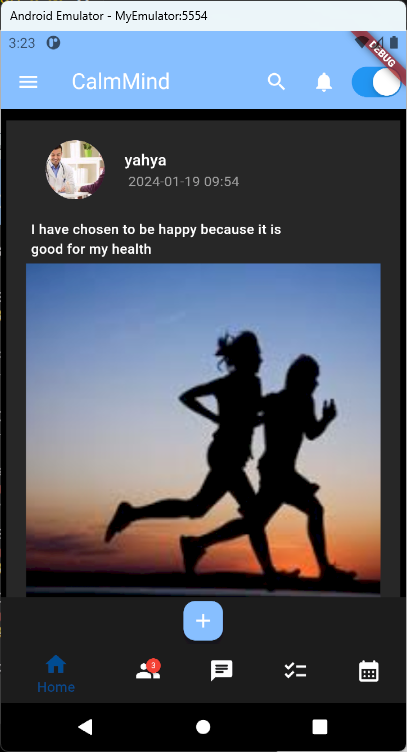 Android Emulator - MyEmulator:5554
3:23
DEBUG
CalmMind
yahya
2024-01-19 09:54
I have chosen to be happy because it is
good for my health
3
Home